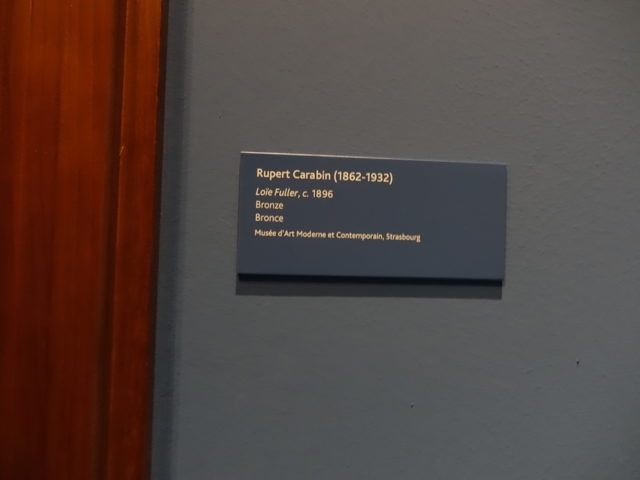 Rupert Carabin (1862-1932)
Loïe Fuller, c. 1896
Bronze
Bronce
Musée d'Art Moderne et Contemporain, Strasbourg